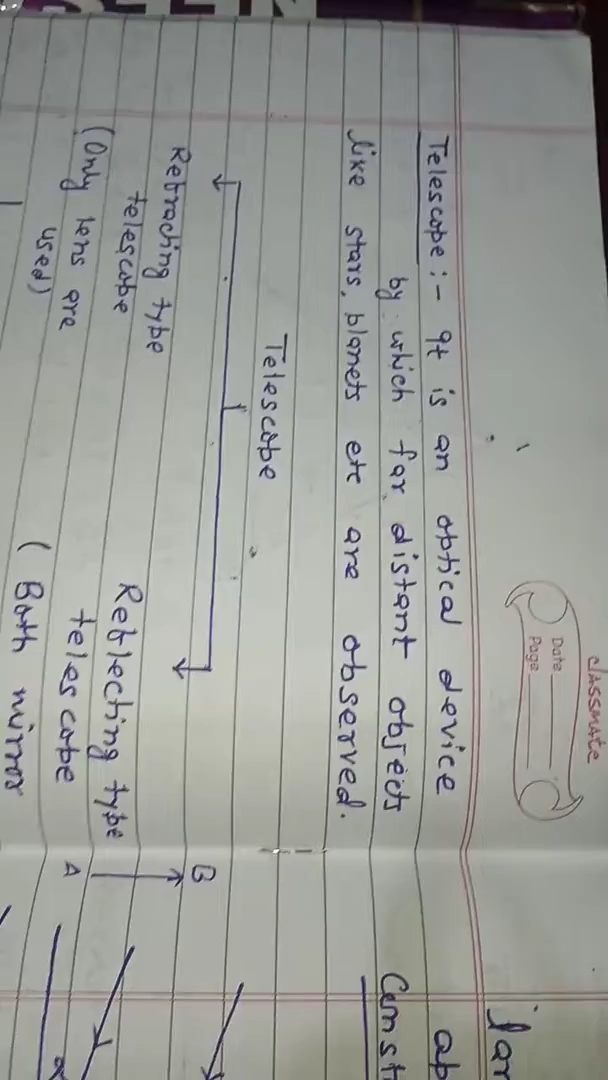 classmate
Date
Page
Telescope :- It is an optical device
by which far distant objects
like stars, planets etc are observed.
Telescope
Refracting type
telescope
(Only lens are
used)
Reflecting type
telescope
( Both mirror
B
A